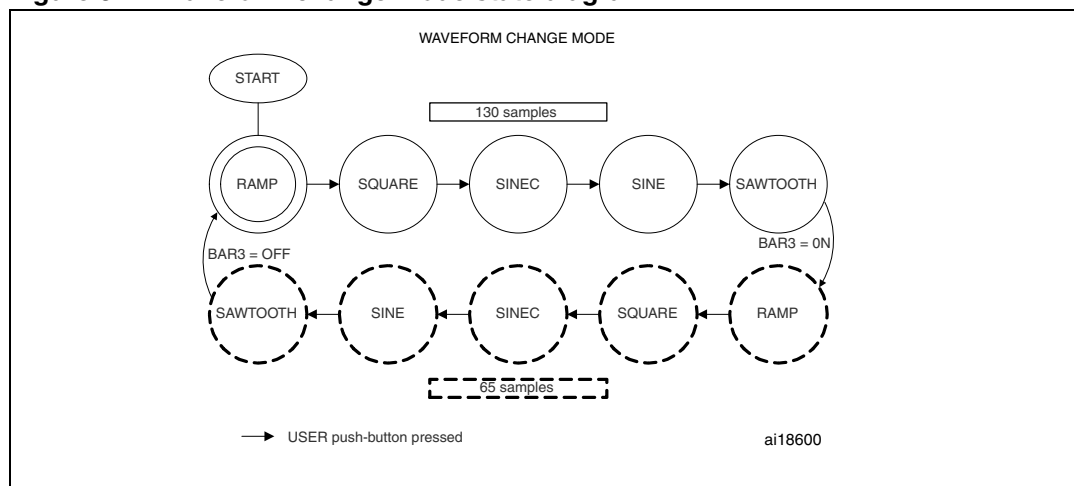 WAVEFORM CHANGE MODE
START
130 samples
RAMP
SQUARE
SINEC
SINE
SAWTOOTH
BAR3 = OFF
BAR3 = 0N
SAWTOOTH
SINE
SINEC
SQUARE
RAMP
65 samples
USER push-button pressed
ai18600